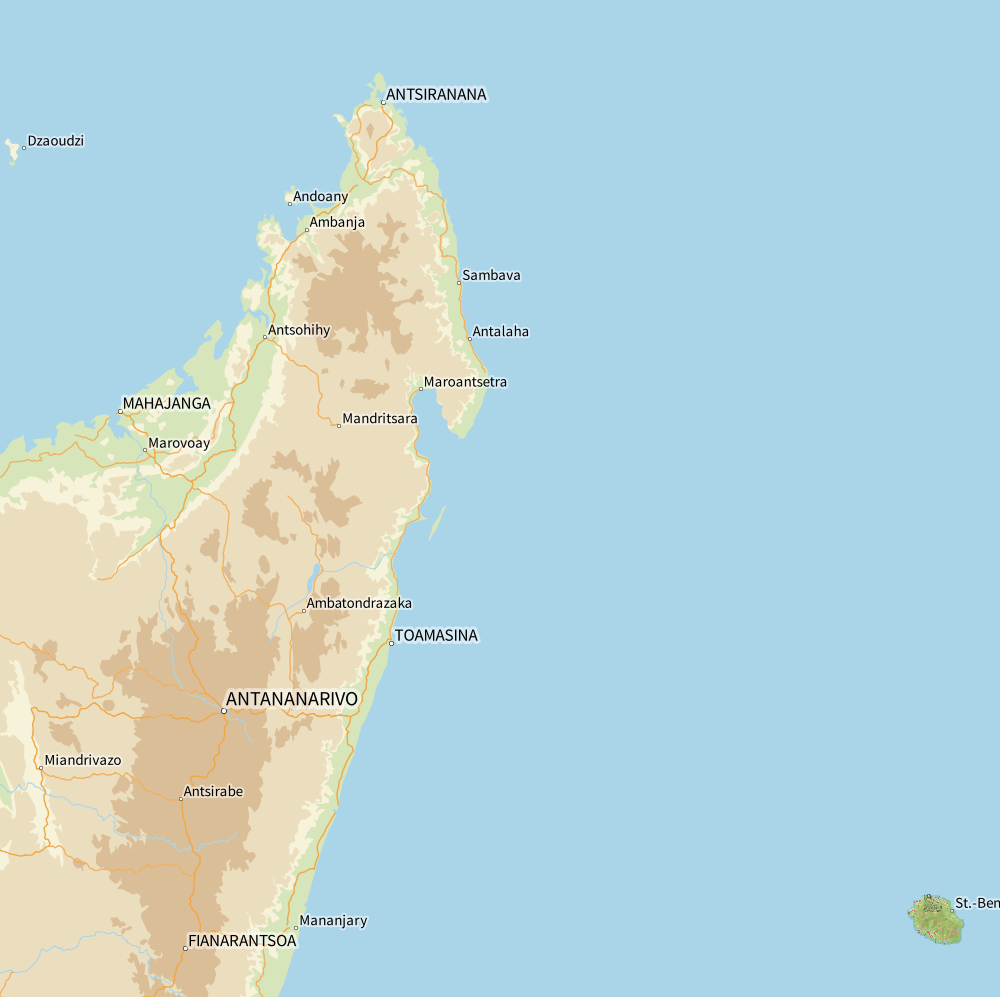 ANTSIRANANA
Dzaoudzi
Andoany
Ambanja
Sambava
Antsohihy
Antalaha
Maroantsetra
MAHAJANGA
Mandritsara
Marovoay
Ambatondrazaka
TOAMASINA
ANTANANARIVO
Miandrivazo
Antsirabe
St.-Ben
Mananjary
FIANARANTSOA